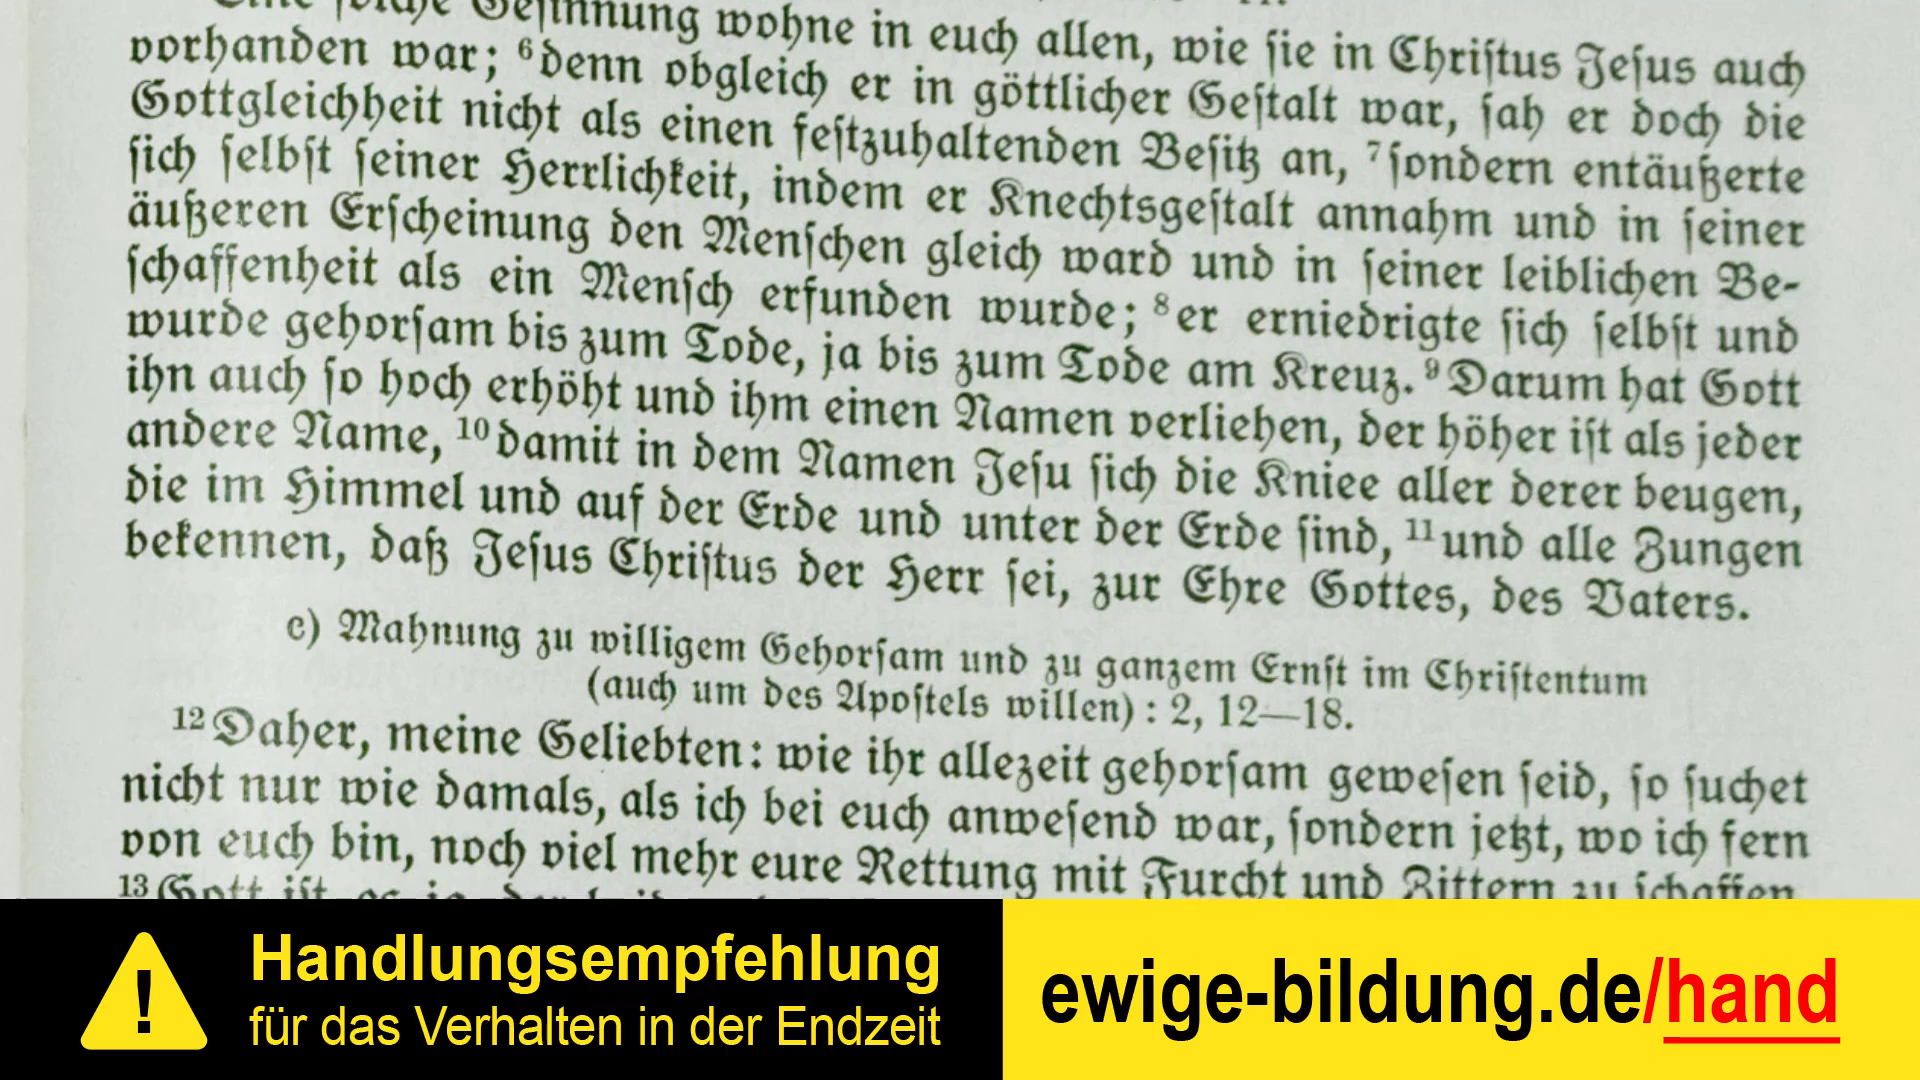 Eine solche Gesinnung wohne in euch allen, wie sie in Christus Jesus auch
vorhanden war; ⁶denn obgleich er in göttlicher Gestalt war, sah er doch die
Gottgleichheit nicht als einen festzuhaltenden Besitz an, ⁷sondern entäußerte
sich selbst seiner Herrlichkeit, indem er Knechtsgestalt annahm und in seiner
äußeren Erscheinung den Menschen gleich ward und in seiner leiblichen Be-
schaffenheit als ein Mensch erfunden wurde; ⁸er erniedrigte sich selbst und
wurde gehorsam bis zum Tode, ja bis zum Tode am Kreuz. ⁹Darum hat Gott
ihn auch so hoch erhöht und ihm einen Namen verliehen, der höher ist als jeder
andere Name, ¹⁰damit in dem Namen Jesu sich die Kniee aller derer beugen,
die im Himmel und auf der Erde und unter der Erde sind, ¹¹und alle Zungen
bekennen, daß Jesus Christus der Herr sei, zur Ehre Gottes, des Vaters.
c) Mahnung zu willigem Gehorsam und zu ganzem Ernst im Christentum
(auch um des Apostels willen): 2, 12—18.
¹²Daher, meine Geliebten: wie ihr allezeit gehorsam gewesen seid, so suchet
nicht nur wie damals, als ich bei euch anwesend war, sondern jetzt, wo ich fern
von euch bin, noch viel mehr eure Rettung mit Furcht und Zittern zu schaffen
¹³Gott ist es ja, der
Handlungsempfehlung
für das Verhalten in der Endzeit
ewige-bildung.de/hand